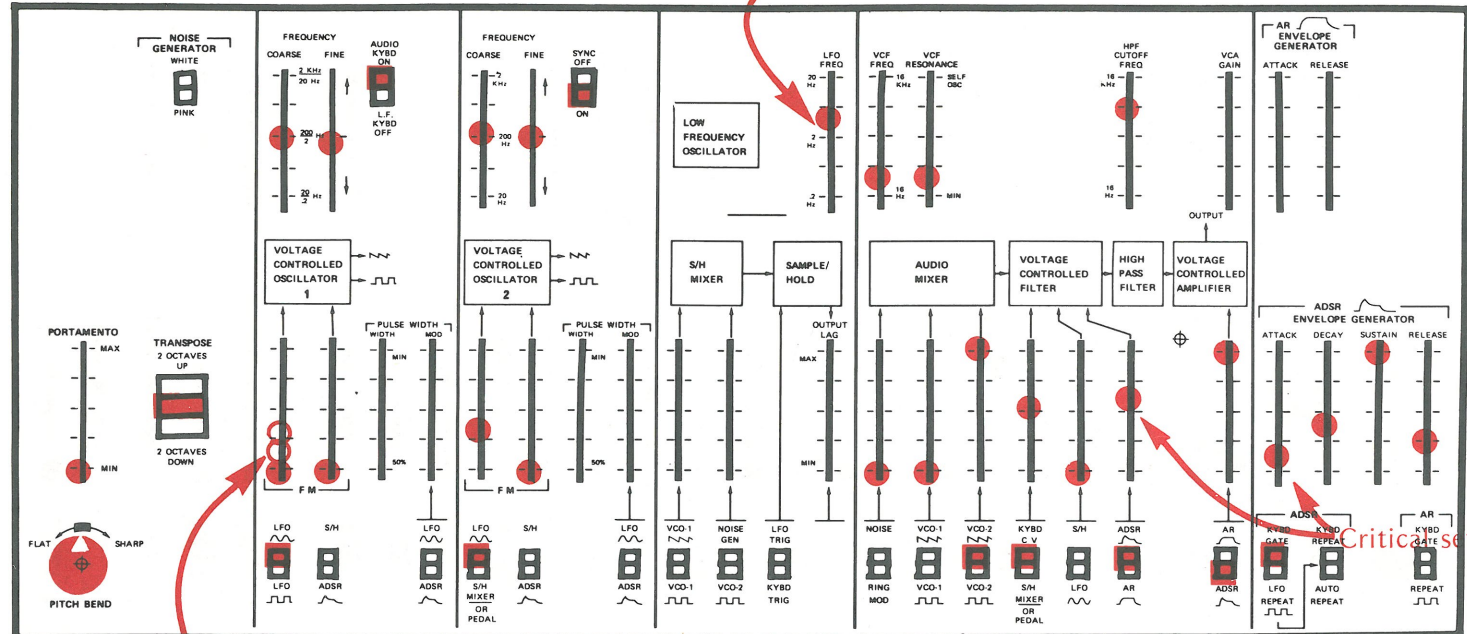 NOISE
GENERATOR
WHITE
PINK
PORTAMENTO
MAX
MIN
TRANSPOSE
2 OCTAVES
UP
2 OCTAVES
DOWN
FLAT
SHARP
PITCH BEND
FREQUENCY
COARSE
FINE
2 KHz
20 Hz
200 Hz
2
20
.2 Hz
AUDIO
KYBD
ON
L.F.
KYBD
OFF
VOLTAGE
CONTROLLED
OSCILLATOR
1
PULSE WIDTH
WIDTH
MOD
MIN
50%
FM
LFO
S/H
LFO
LFO
ADSR
ADSR
FREQUENCY
COARSE
FINE
2
KHz
200
Hz
20
Hz
SYNC
OFF
ON
VOLTAGE
CONTROLLED
OSCILLATOR
2
PULSE WIDTH
WIDTH
MOD
MIN
50%
FM
LFO
S/H
LFO
S/H
MIXER
OR
PEDAL
ADSR
ADSR
LOW
FREQUENCY
OSCILLATOR
LFO
FREQ
20
Hz
2
Hz
.2
Hz
S/H
MIXER
SAMPLE/
HOLD
OUTPUT
LAG
MAX
MIN
VCO-1
NOISE
GEN
LFO
TRIG
VCO-1
VCO-2
KYBD
TRIG
VCF
FREQ
16
KHz
16
Hz
VCF
RESONANCE
SELF
OSC
MIN
HPF
CUTOFF
FREQ
16
KHz
16
Hz
VCA
GAIN
OUTPUT
AUDIO
MIXER
VOLTAGE
CONTROLLED
FILTER
HIGH
PASS
FILTER
VOLTAGE
CONTROLLED
AMPLIFIER
NOISE
VCO-1
VCO-2
KYBD
C V
S/H
ADSR
AR
RING
MOD
VCO-1
VCO-2
S/H
MIXER
OR
PEDAL
LFO
AR
ADSR
AR
ENVELOPE
GENERATOR
ATTACK
RELEASE
ADSR
ENVELOPE GENERATOR
ATTACK
DECAY
SUSTAIN
RELEASE
ADSR
KYBD
GATE
KYBD
REPEAT
LFO
REPEAT
AUTO
REPEAT
AR
KYBD
GATE
REPEAT
Critical se